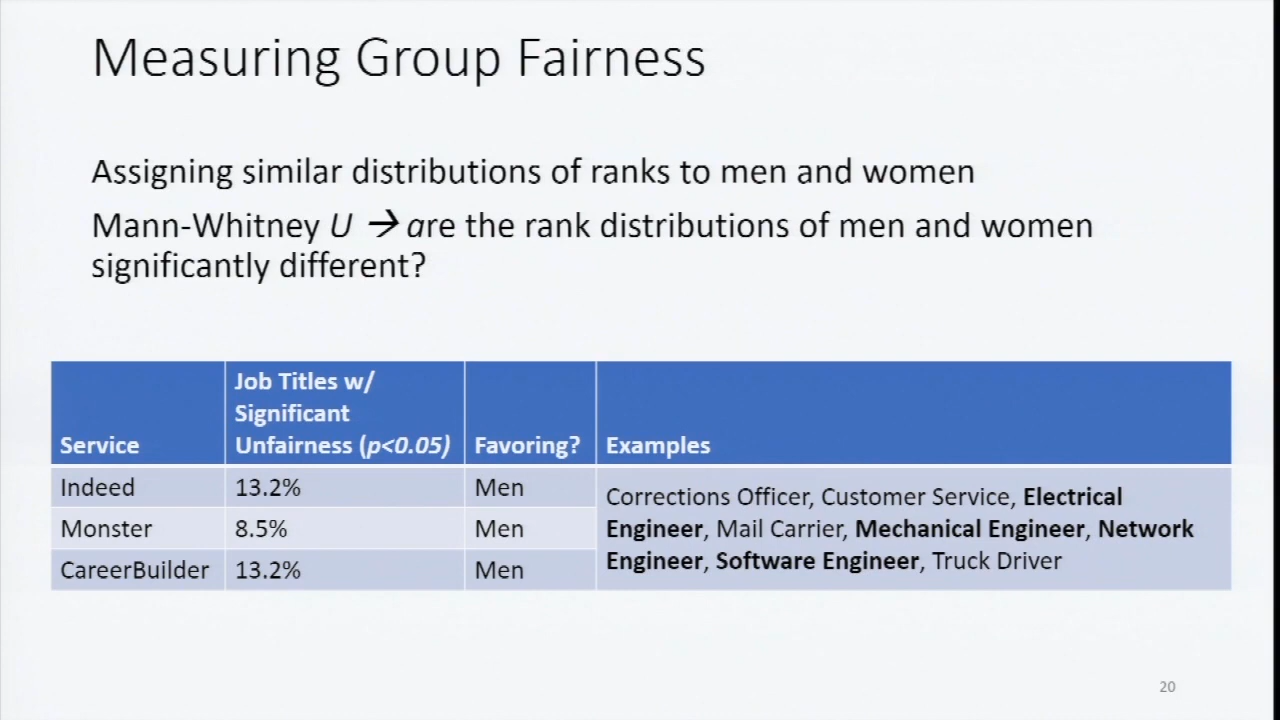 Measuring Group Fairness
Assigning similar distributions of ranks to men and women
Mann-Whitney U → are the rank distributions of men and women
significantly different?
Service
Job Titles w/
Significant
Unfairness (p<0.05)
Favoring?
Examples
Indeed
13.2%
Men
Monster
8.5%
Men
CareerBuilder
13.2%
Men
Corrections Officer, Customer Service, Electrical
Engineer, Mail Carrier, Mechanical Engineer, Network
Engineer, Software Engineer, Truck Driver
20